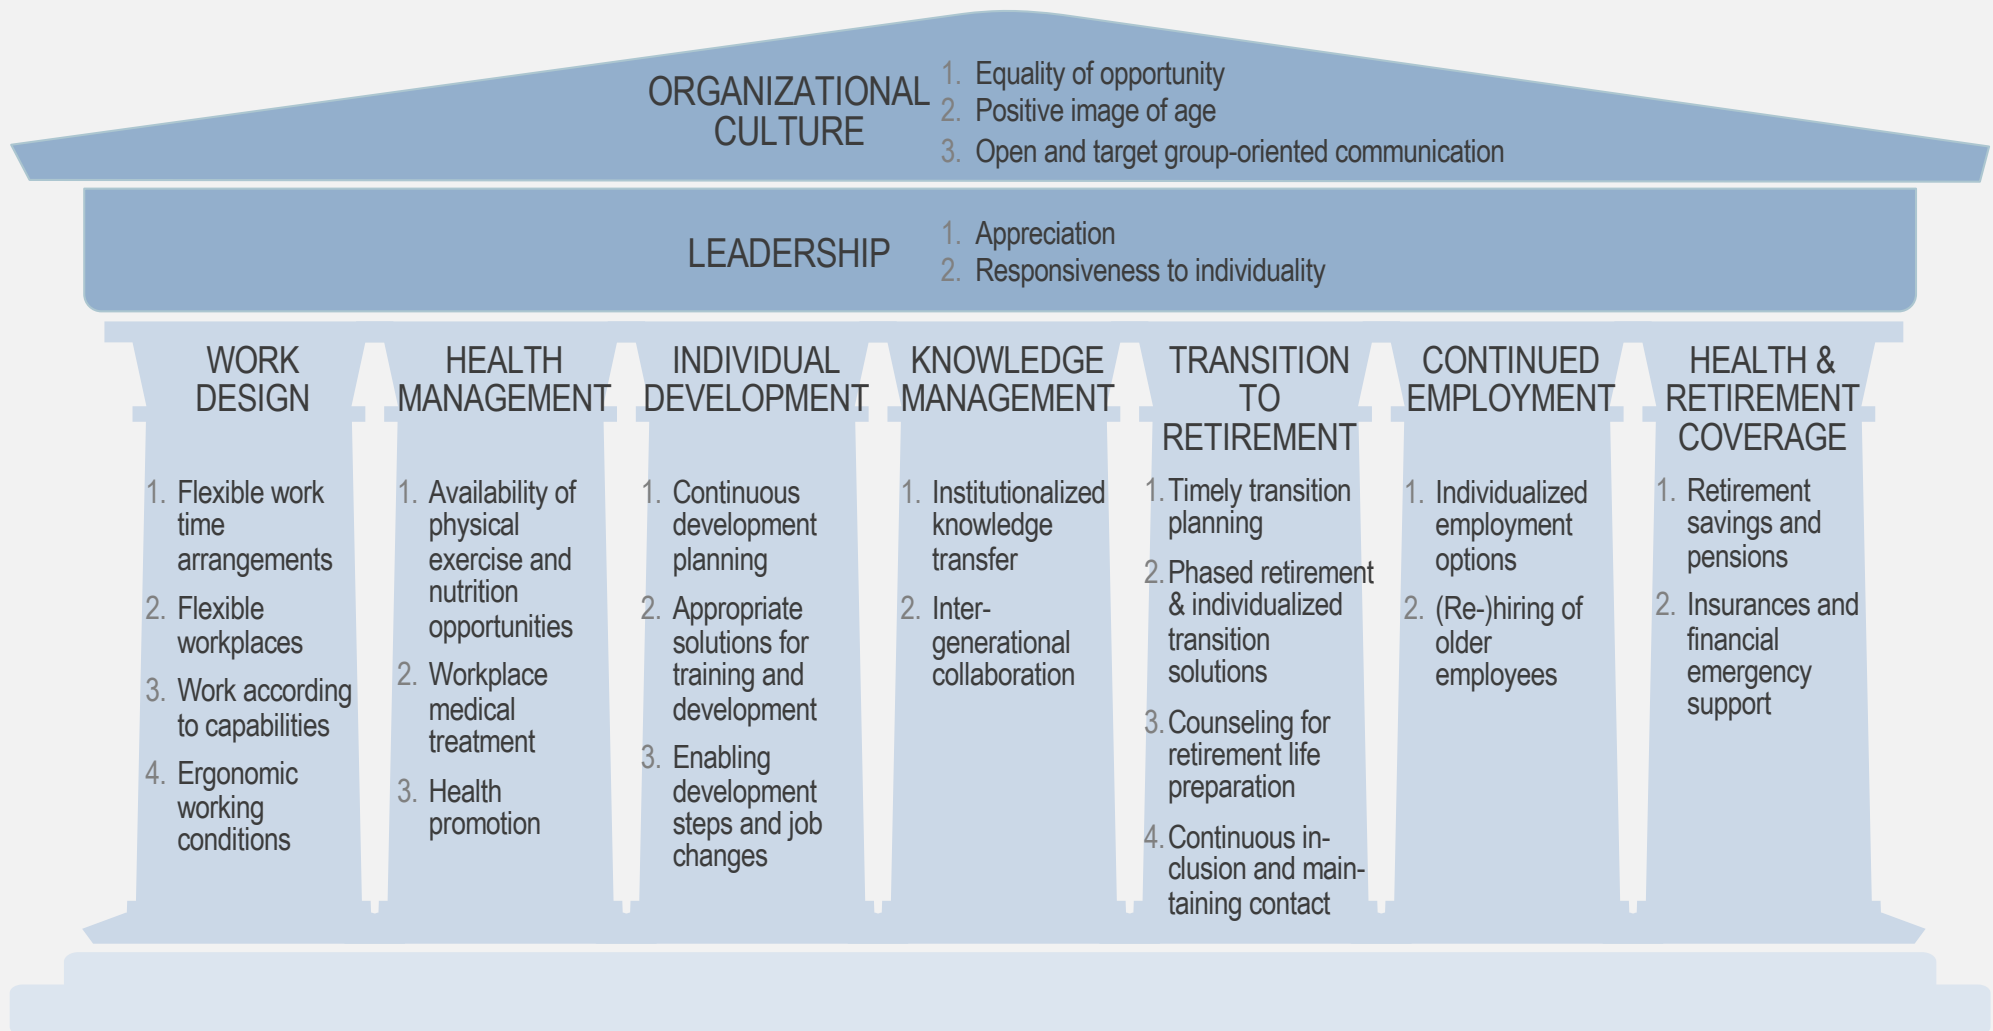 ORGANIZATIONAL
CULTURE
1. Equality of opportunity
2. Positive image of age
3. Open and target group-oriented communication
LEADERSHIP
1. Appreciation
2. Responsiveness to individuality
WORK
DESIGN
1. Flexible work
time
arrangements
2. Flexible
workplaces
3. Work according
to capabilities
4. Ergonomic
working
conditions
HEALTH
MANAGEMENT
1. Availability of
physical
exercise and
nutrition
opportunities
2. Workplace
medical
treatment
3. Health
promotion
INDIVIDUAL
DEVELOPMENT
1. Continuous
development
planning
2. Appropriate
solutions for
training and
development
3. Enabling
development
steps and job
changes
KNOWLEDGE
MANAGEMENT
1. Institutionalized
knowledge
transfer
2. Inter-
generational
collaboration
TRANSITION
TO
RETIREMENT
1. Timely transition
planning
2. Phased retirement
& individualized
transition
solutions
3. Counseling for
retirement life
preparation
4. Continuous in-
clusion and main-
taining contact
CONTINUED
EMPLOYMENT
1. Individualized
employment
options
2. (Re-)hiring of
older
employees
HEALTH &
RETIREMENT
COVERAGE
1. Retirement
savings and
pensions
2. Insurances and
financial
emergency
support